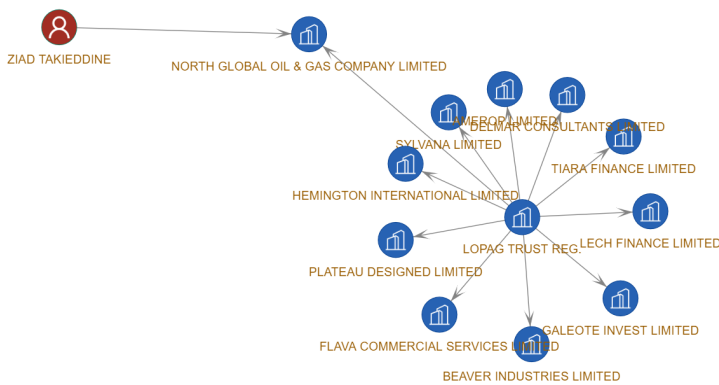 ZIAD TAKIEDDINE
NORTH GLOBAL OIL & GAS COMPANY LIMITED
AMEROP LIMITED
DELMAR CONSULTANTS LIMITED
SYLVANA LIMITED
TIARA FINANCE LIMITED
HEMINGTON INTERNATIONAL LIMITED
LECH FINANCE LIMITED
LOPAG TRUST REG.
PLATEAU DESIGNED LIMITED
GALEOTE INVEST LIMITED
FLAVA COMMERCIAL SERVICES LIMITED
BEAVER INDUSTRIES LIMITED